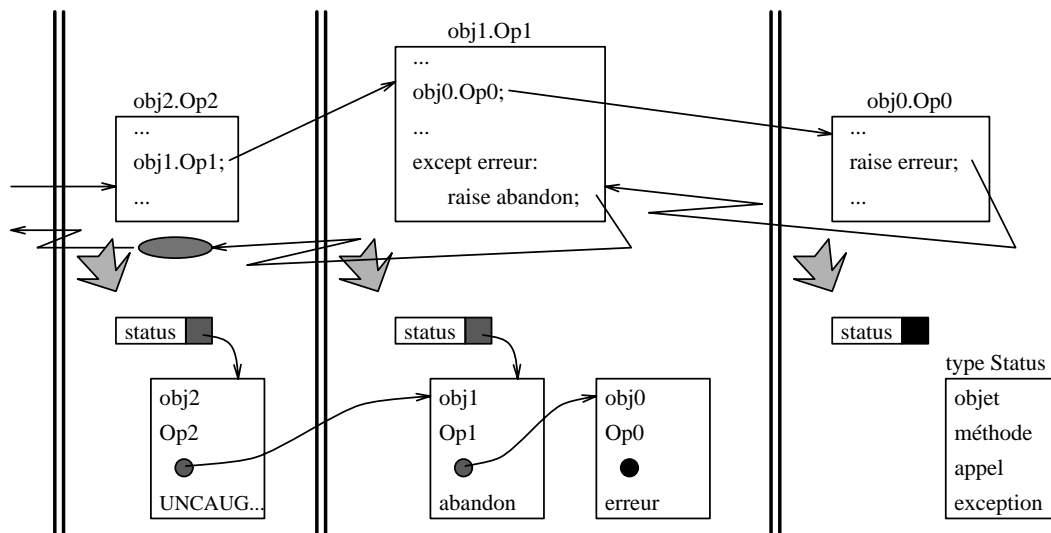 obj1.Op1
...
obj0.Op0;
...
except erreur:
raise abandon;
obj2.Op2
...
obj1.Op1;
...
obj0.Op0
...
raise erreur;
...
status
status
status
obj2
Op2
UNCAUG...
obj1
Op1
abandon
obj0
Op0
erreur
type Status
objet
méthode
appel
exception